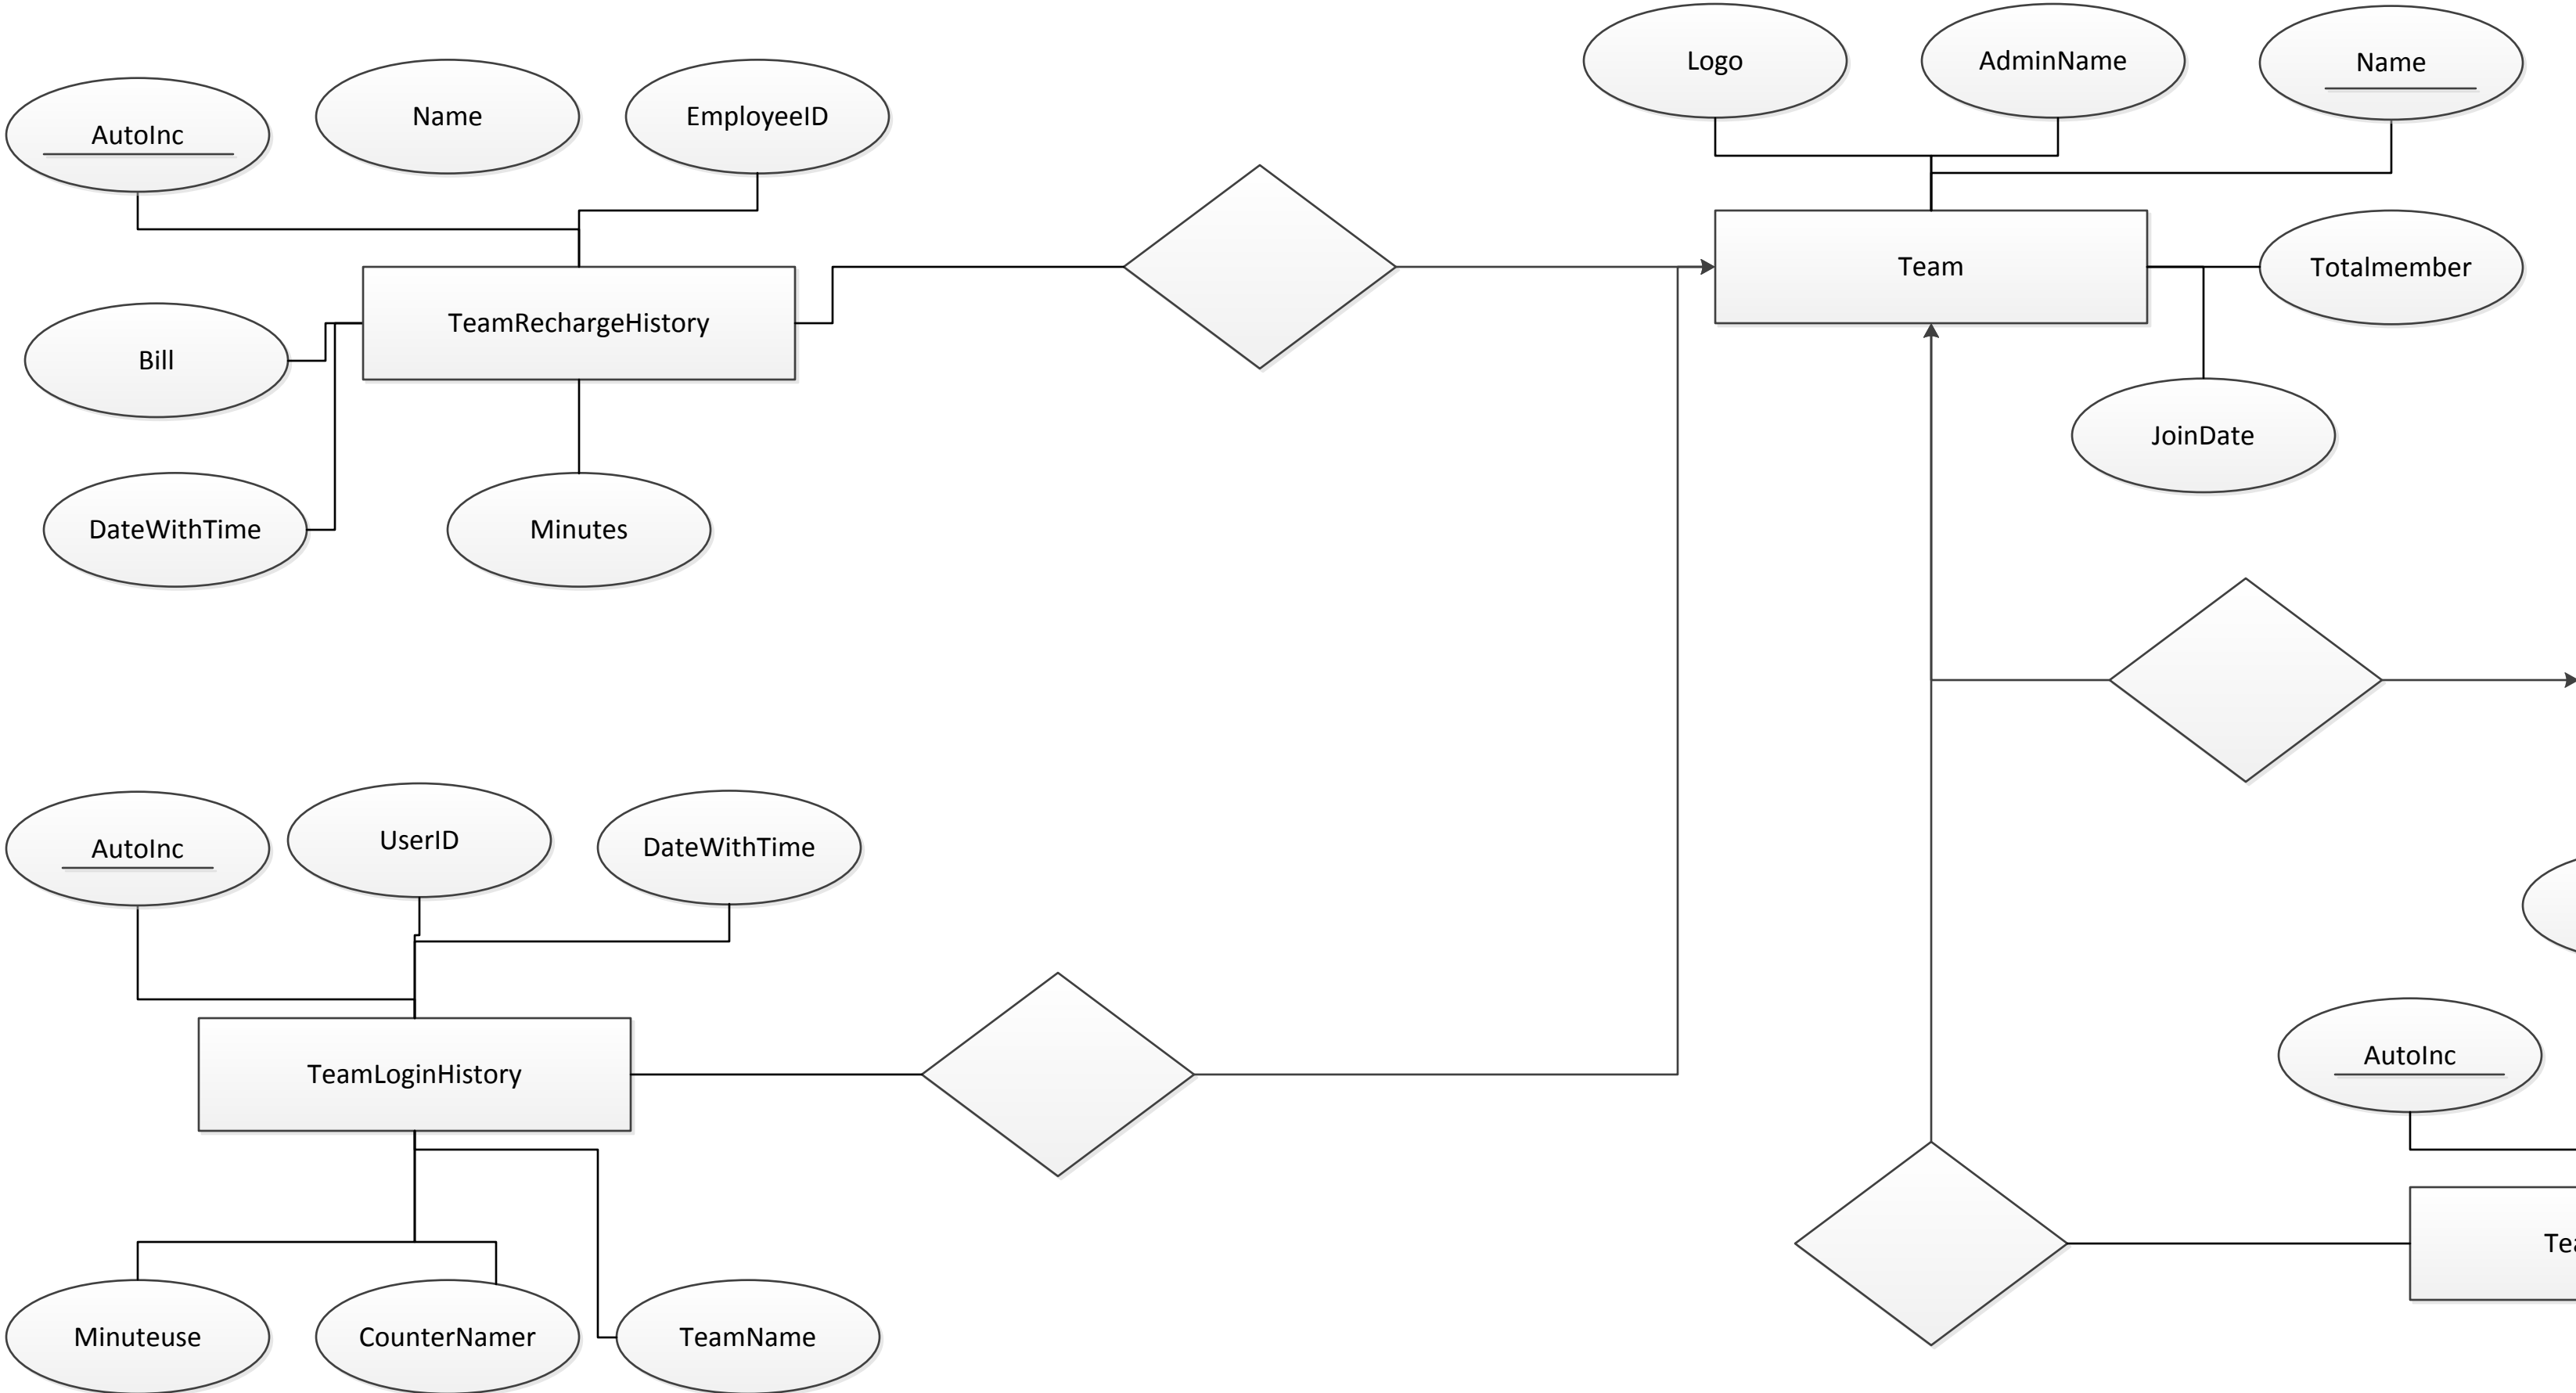 Logo
AdminName
Name
AutoInc
Name
EmployeeID
TeamRechargeHistory
Team
Totalmember
Bill
JoinDate
DateWithTime
Minutes
AutoInc
UserID
DateWithTime
AutoInc
TeamLoginHistory
Minuteuse
CounterNamer
TeamName